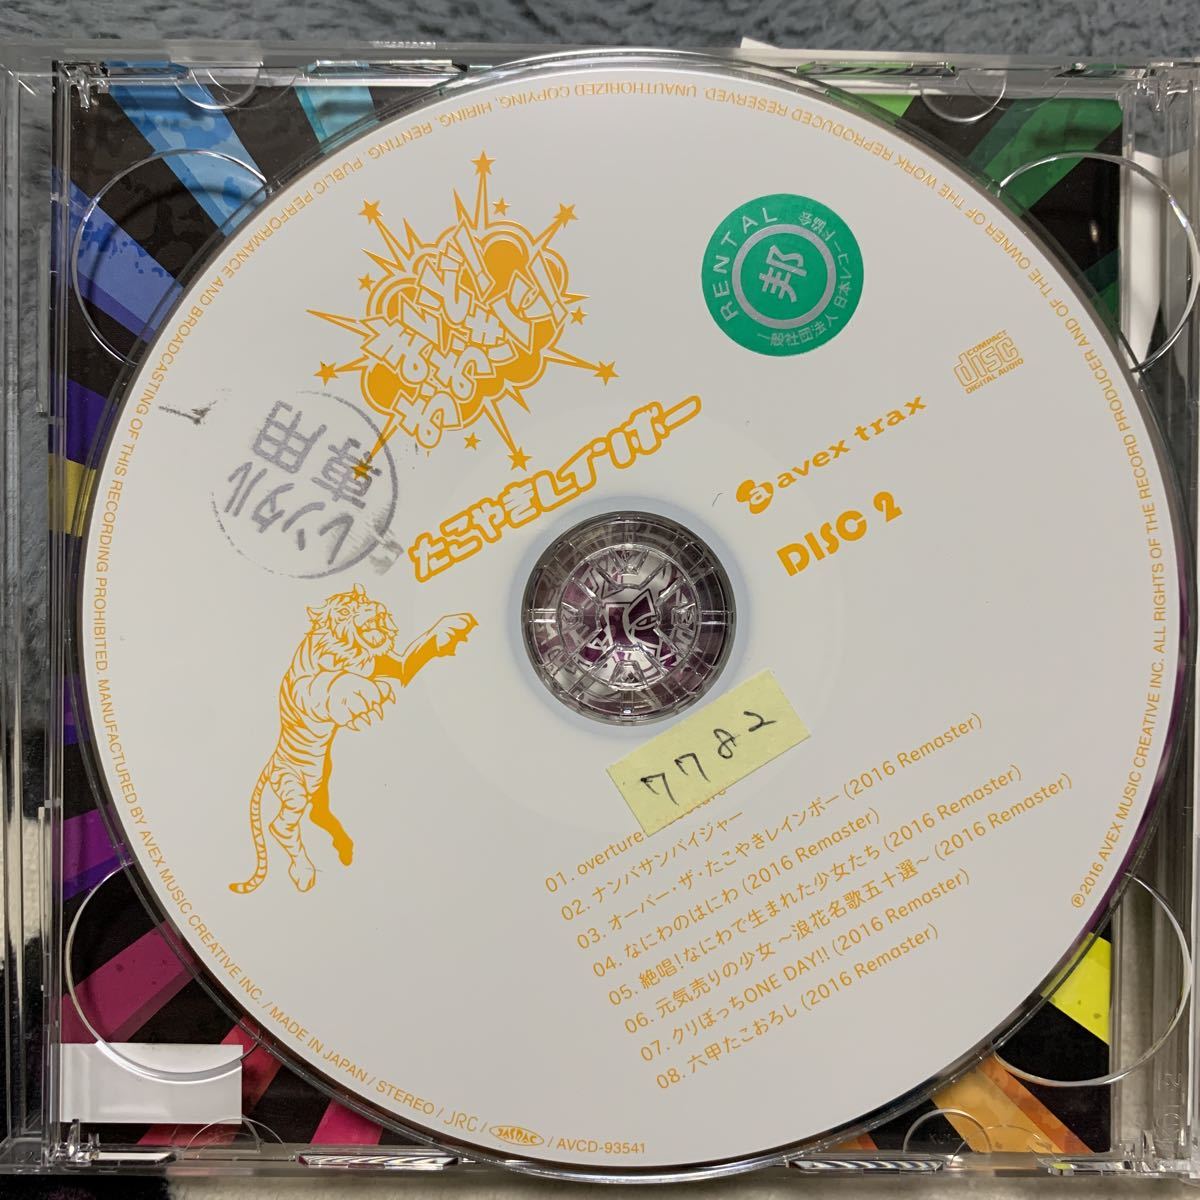 まいど!
おおきに!
たこやきレインボー
RENTAL
邦
一般社団法人 日本レコード協会
レンタル
専用
COMPACT
disc
DIGITAL AUDIO
a avex trax
DISC 2
7782
01. overture
02. ナンバサンバイジャー
03. オーバー・ザ・たこやきレインボー (2016 Remaster)
04. なにわのはにわ (2016 Remaster)
05. 絶唱!なにわで生まれた少女たち (2016 Remaster)
06. 元気売りの少女 ～浪花名歌五十選～ (2016 Remaster)
07. クリぼっちONE DAY!! (2016 Remaster)
08. 六甲たこおろし (2016 Remaster)
℗2016 AVEX MUSIC CREATIVE INC. ALL RIGHTS OF THE RECORD PRODUCER AND OF THE OWNER OF THE WORK REPRODUCED RESERVED. UNAUTHORIZED COPYING, HIRING, RENTING, PUBLIC PERFORMANCE AND BROADCASTING OF THIS RECORDING PROHIBITED. MANUFACTURED BY AVEX MUSIC CREATIVE INC. / MADE IN JAPAN / STEREO / JRC / JASRAC / AVCD-93541